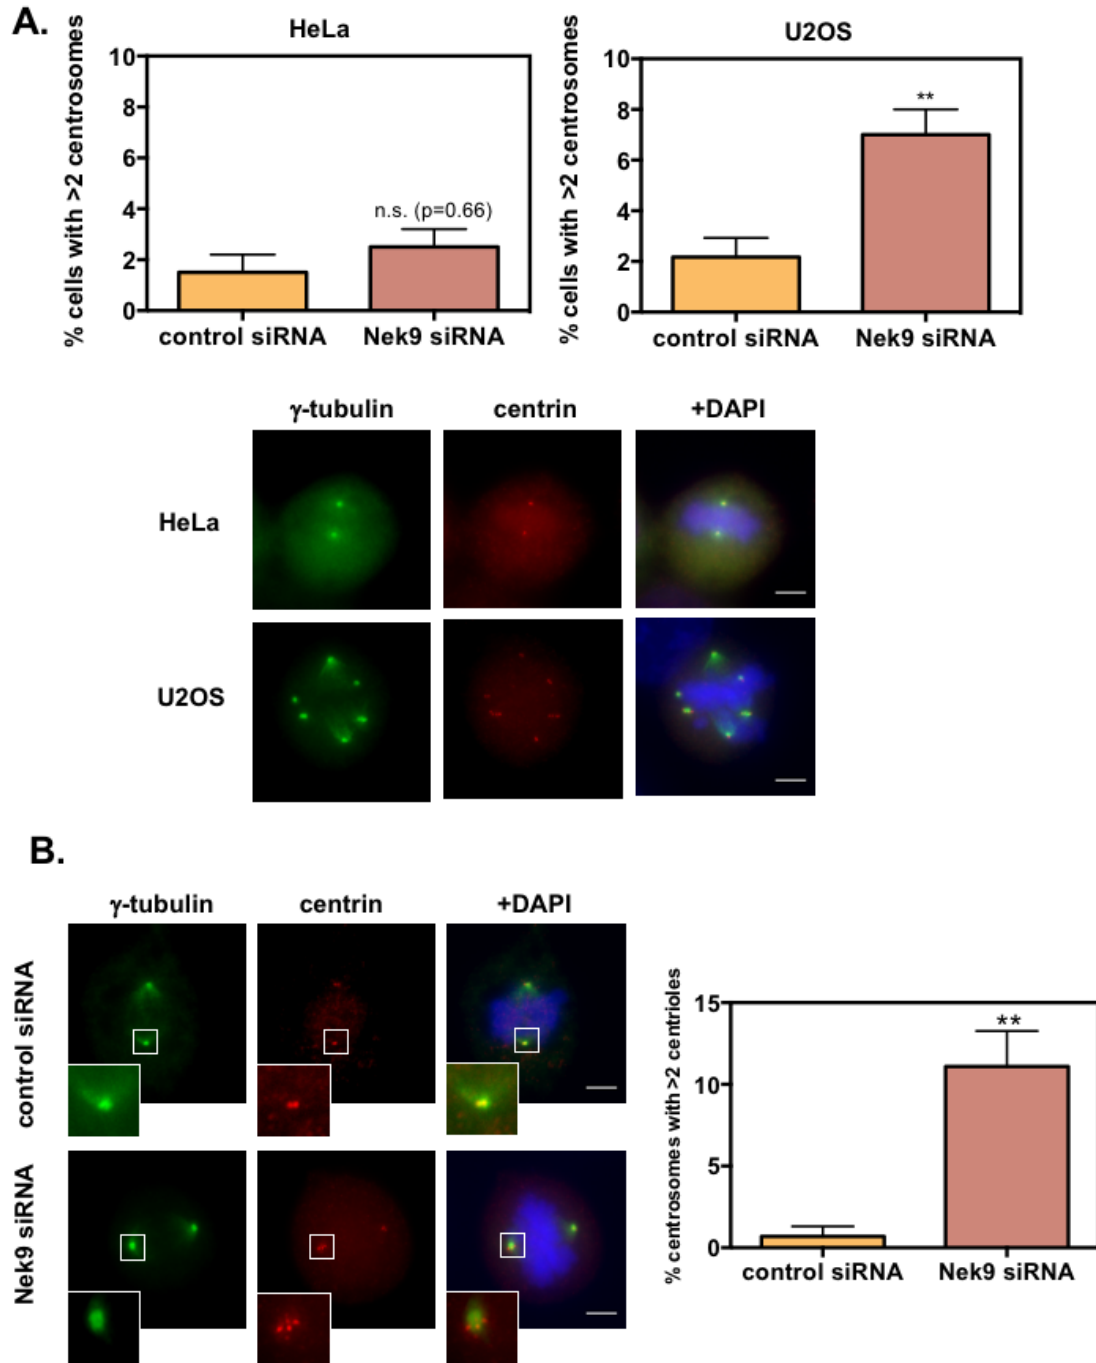 A.
HeLa
% cells with >2 centrosomes
10
8
6
4
2
0
n.s. (p=0.66)
control siRNA
Nek9 siRNA
U2OS
% cells with >2 centrosomes
10
8
6
4
2
0
**
control siRNA
Nek9 siRNA
γ-tubulin
centrin
+DAPI
HeLa
U2OS
B.
γ-tubulin
centrin
+DAPI
control siRNA
Nek9 siRNA
% centrosomes with >2 centrioles
15
10
5
0
**
control siRNA
Nek9 siRNA